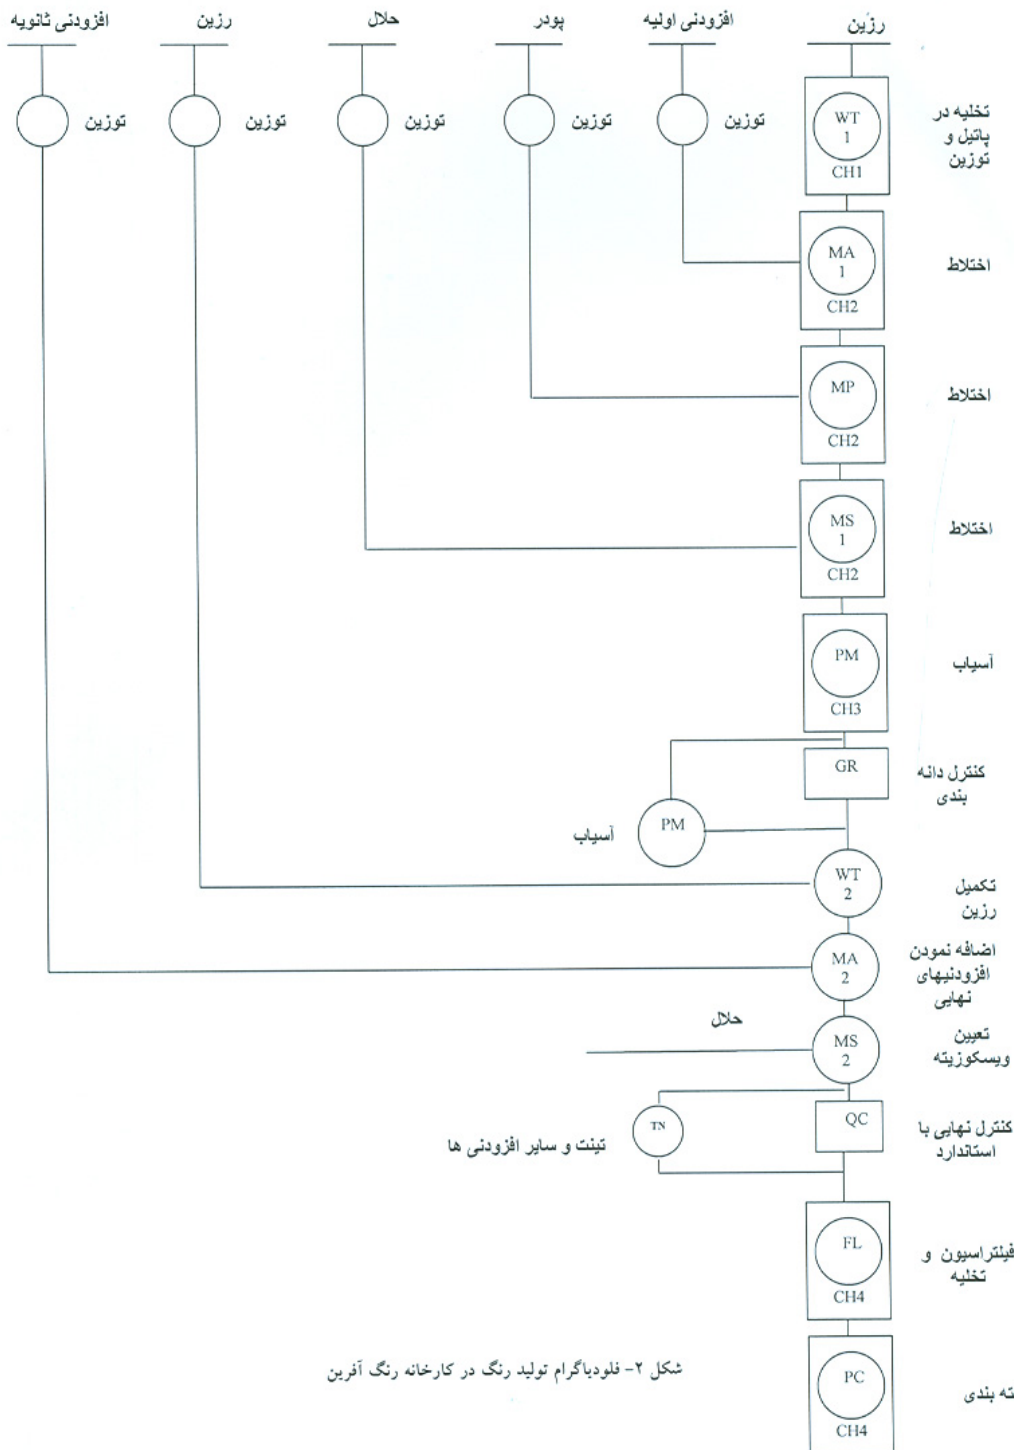 رزین
افزودنی اولیه
پودر
حلال
رزین
افزودنی ثانویه
تخلیه در
پاتیل و
توزین
WT
1
CH1
توزین
توزین
توزین
توزین
توزین
اختلاط
MA
1
CH2
اختلاط
MP
CH2
اختلاط
MS
1
CH2
آسیاب
PM
CH3
کنترل دانه
بندی
GR
PM
آسیاب
تکمیل
رزین
WT
2
اضافه نمودن
افزودنیهای
نهایی
MA
2
تعیین
ویسکوزیته
MS
2
حلال
کنترل نهایی با
استاندارد
QC
TN
تینت و سایر افزودنی ها
فیلتراسیون و
تخلیه
FL
CH4
ته بندی
PC
CH4
شکل ۲- فلودیاگرام تولید رنگ در کارخانه رنگ آفرین